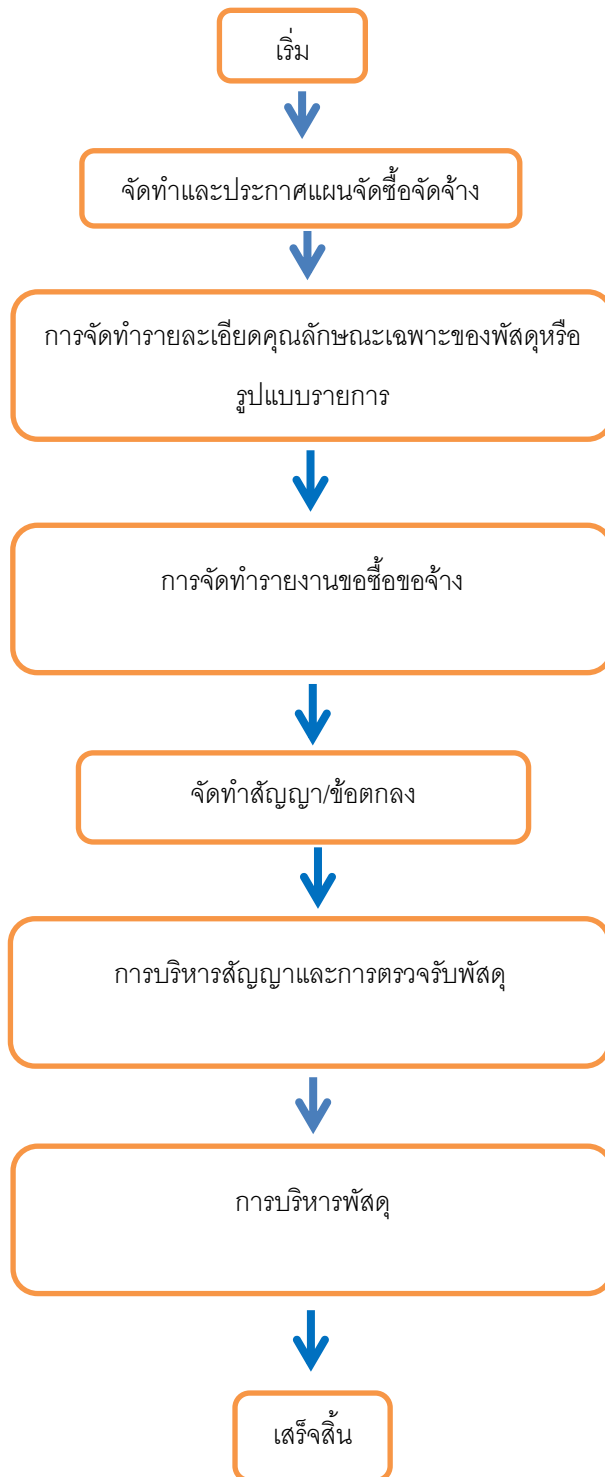 เริ่ม
จัดทำและประกาศแผนจัดซื้อจัดจ้าง
การจัดทำรายละเอียดคุณลักษณะเฉพาะของพัสดุหรือ
รูปแบบรายการ
การจัดทำรายงานขอซื้อขอจ้าง
จัดทำสัญญา/ข้อตกลง
การบริหารสัญญาและการตรวจรับพัสดุ
การบริหารพัสดุ
เสร็จสิ้น